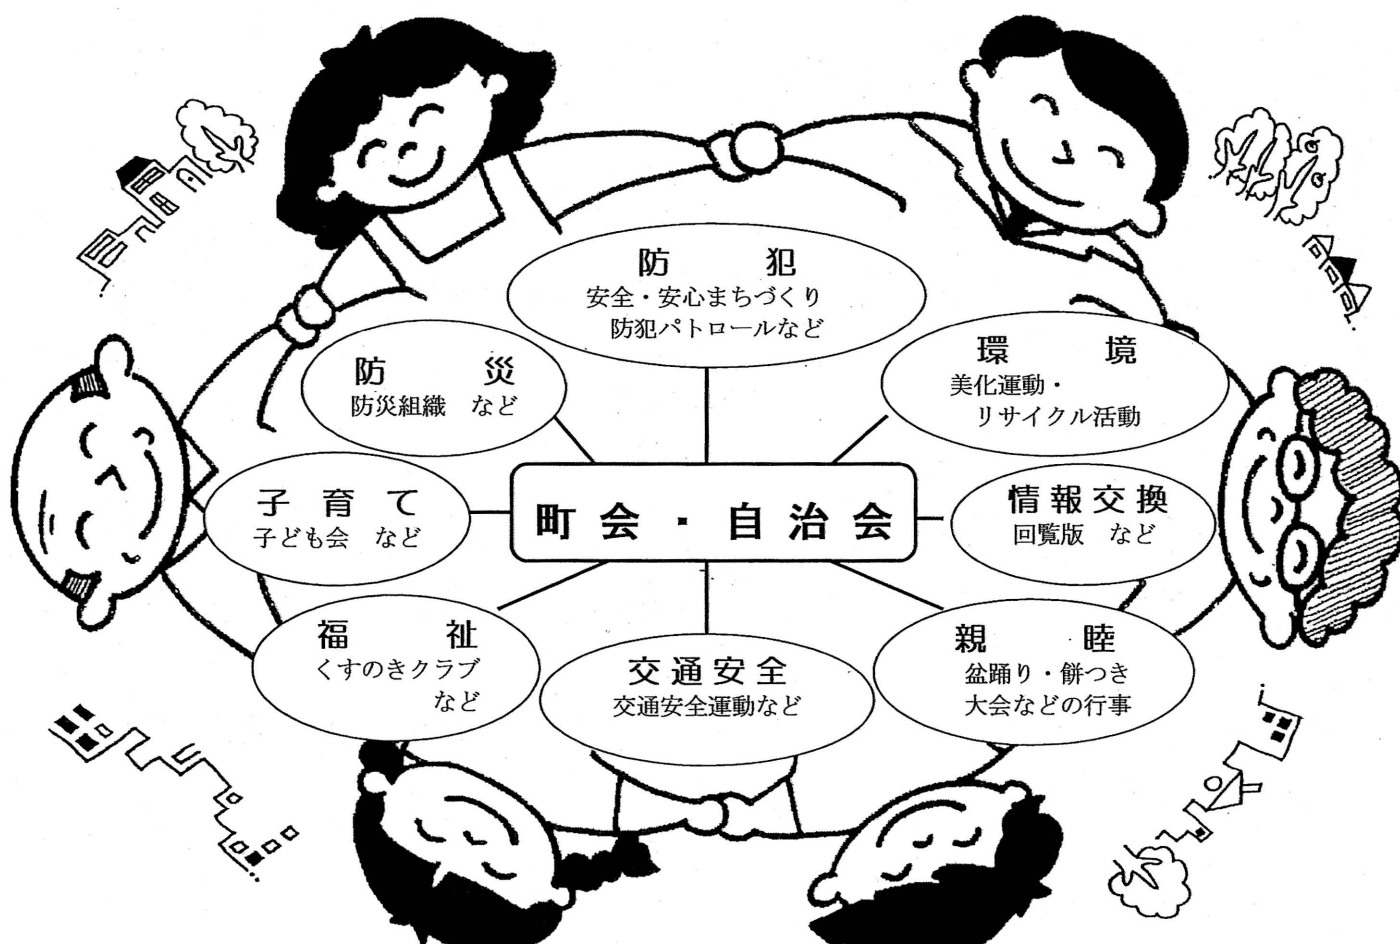 防犯
安全・安心まちづくり
防犯パトロールなど
防災
防災組織　など
環境
美化運動・
リサイクル活動
子育て
子ども会　など
町会・自治会
情報交換
回覧版　など
福祉
くすのきクラブ
など
交通安全
交通安全運動など
親睦
盆踊り・餅つき
大会などの行事